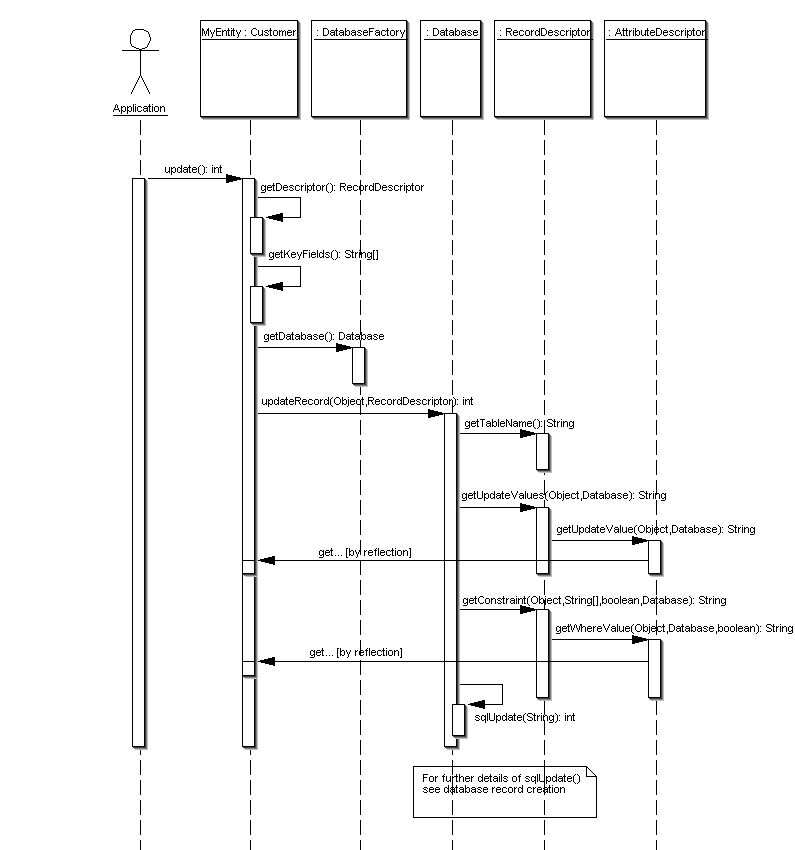 MyEntity : Customer
: DatabaseFactory
: Database
: RecordDescriptor
: AttributeDescriptor
Application
update(): int
getDescriptor(): RecordDescriptor
getKeyFields(): String[]
getDatabase(): Database
updateRecord(Object,RecordDescriptor): int
getTableName(): String
getUpdateValues(Object,Database): String
getUpdateValue(Object,Database): String
get... [by reflection]
getConstraint(Object,String[],boolean,Database): String
getWhereValue(Object,Database,boolean): String
get... [by reflection]
sqlUpdate(String): int
For further details of sqlUpdate()
see database record creation